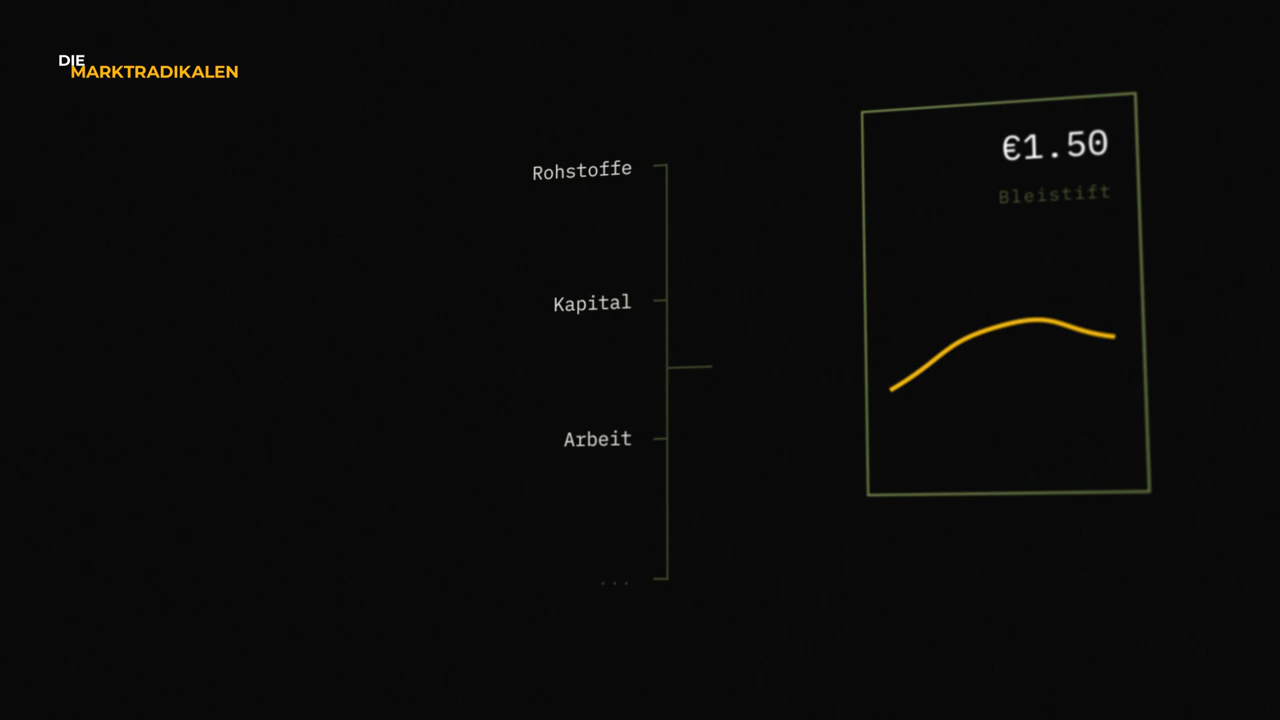 DIE
MARKTRADIKALEN
Rohstoffe
Kapital
Arbeit
...
€1.50
Bleistift